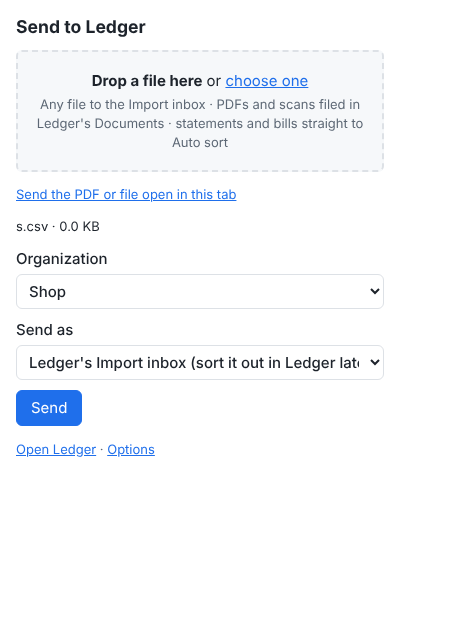 Send to Ledger
Drop a file here or choose one
Any file to the Import inbox · PDFs and scans filed in
Ledger's Documents · statements and bills straight to
Auto sort
Send the PDF or file open in this tab
s.csv · 0.0 KB
Organization
Shop
Send as
Ledger's Import inbox (sort it out in Ledger late
Send
Open Ledger · Options